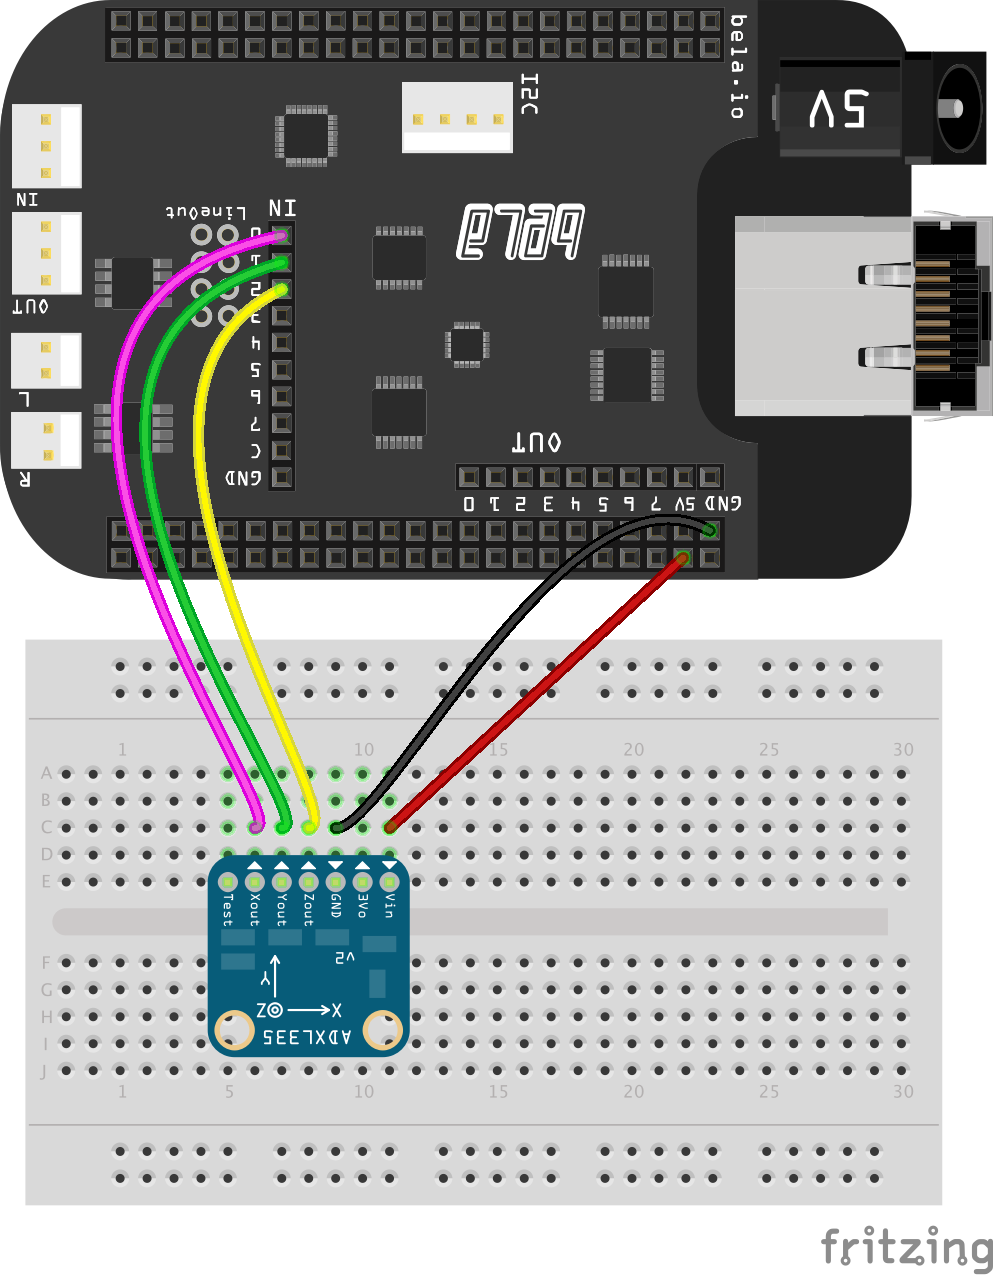 bela.io
I2C
5V
IN
OUT
L
R
LineOut
IN
0
1
2
3
4
5
6
7
C
GND
bela
OUT
0 1 2 3 4 5 6 7 5V GND
1 10 15 20 25 30
A
B
C
D
E
Test Xout Yout Zout GND 3Vo Vin
v2
Y
Z X
ADXL335
F
G
H
I
J
1 5 10 15 20 25 30
fritzing